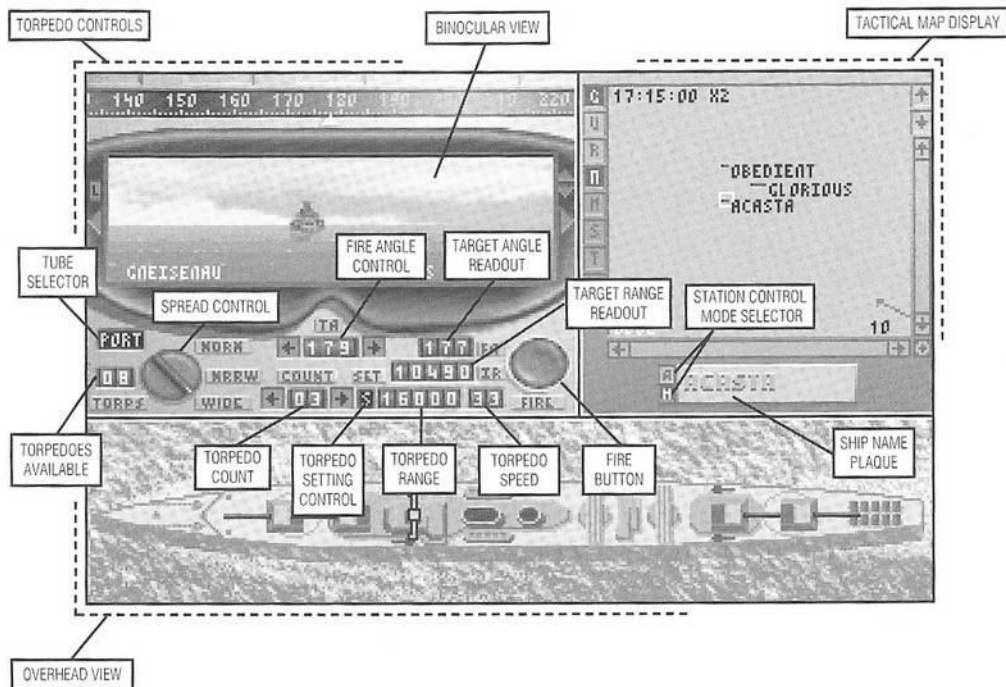 TORPEDO CONTROLS
BINOCULAR VIEW
TACTICAL MAP DISPLAY
140 150 160 170 180 210 220
G 17:15:00 X2
U
R
H
S
T
OBEDIENT
GLORIOUS
ACASTA
L
GNEISENAU
TUBE
SELECTOR
SPREAD CONTROL
FIRE ANGLE
CONTROL
TARGET ANGLE
READOUT
TARGET RANGE
READOUT
STATION CONTROL
MODE SELECTOR
10
PORT
NORM
TA
179
177
08
NRRW
COUNT
SET
10490
TORPS
WIDE
03
S
16000
33
FIRE
A
M
ACASTA
TORPEDOES
AVAILABLE
TORPEDO
COUNT
TORPEDO
SETTING
CONTROL
TORPEDO
RANGE
TORPEDO
SPEED
FIRE
BUTTON
SHIP NAME
PLAQUE
OVERHEAD VIEW